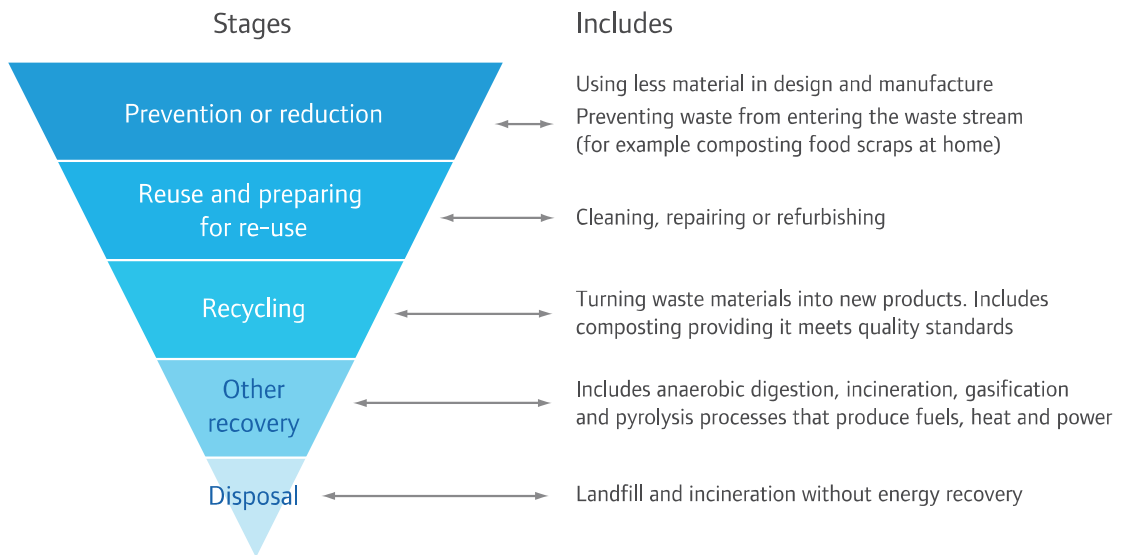 Stages
Includes
Prevention or reduction
Using less material in design and manufacture
Preventing waste from entering the waste stream
(for example composting food scraps at home)
Reuse and preparing
for re-use
Cleaning, repairing or refurbishing
Recycling
Turning waste materials into new products. Includes
composting providing it meets quality standards
Other
recovery
Includes anaerobic digestion, incineration, gasification
and pyrolysis processes that produce fuels, heat and power
Disposal
Landfill and incineration without energy recovery